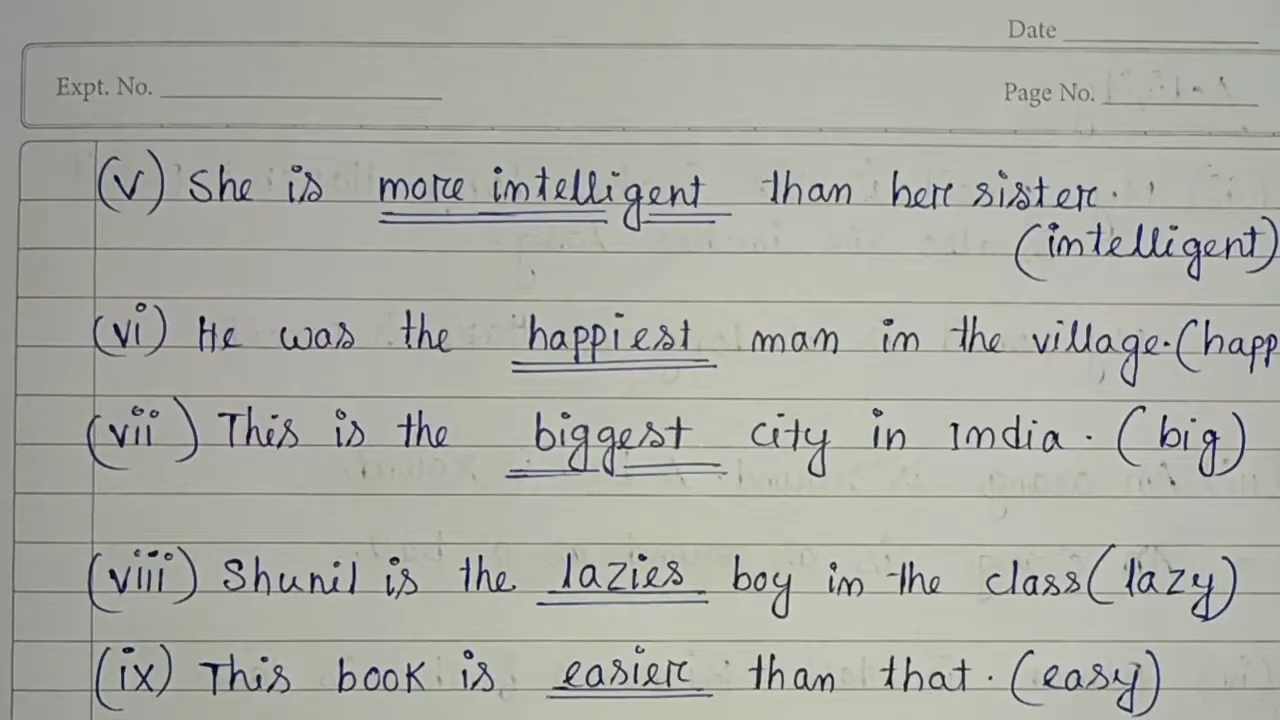 Date
Expt. No.
Page No.
(v) She is more intelligent than her sister.
(intelligent)
(vi) He was the happiest man in the village. (happ
(vii) This is the biggest city in India. (big)
(viii) Shunil is the lazies boy in the class (lazy)
(ix) This book is easier than that. (easy)